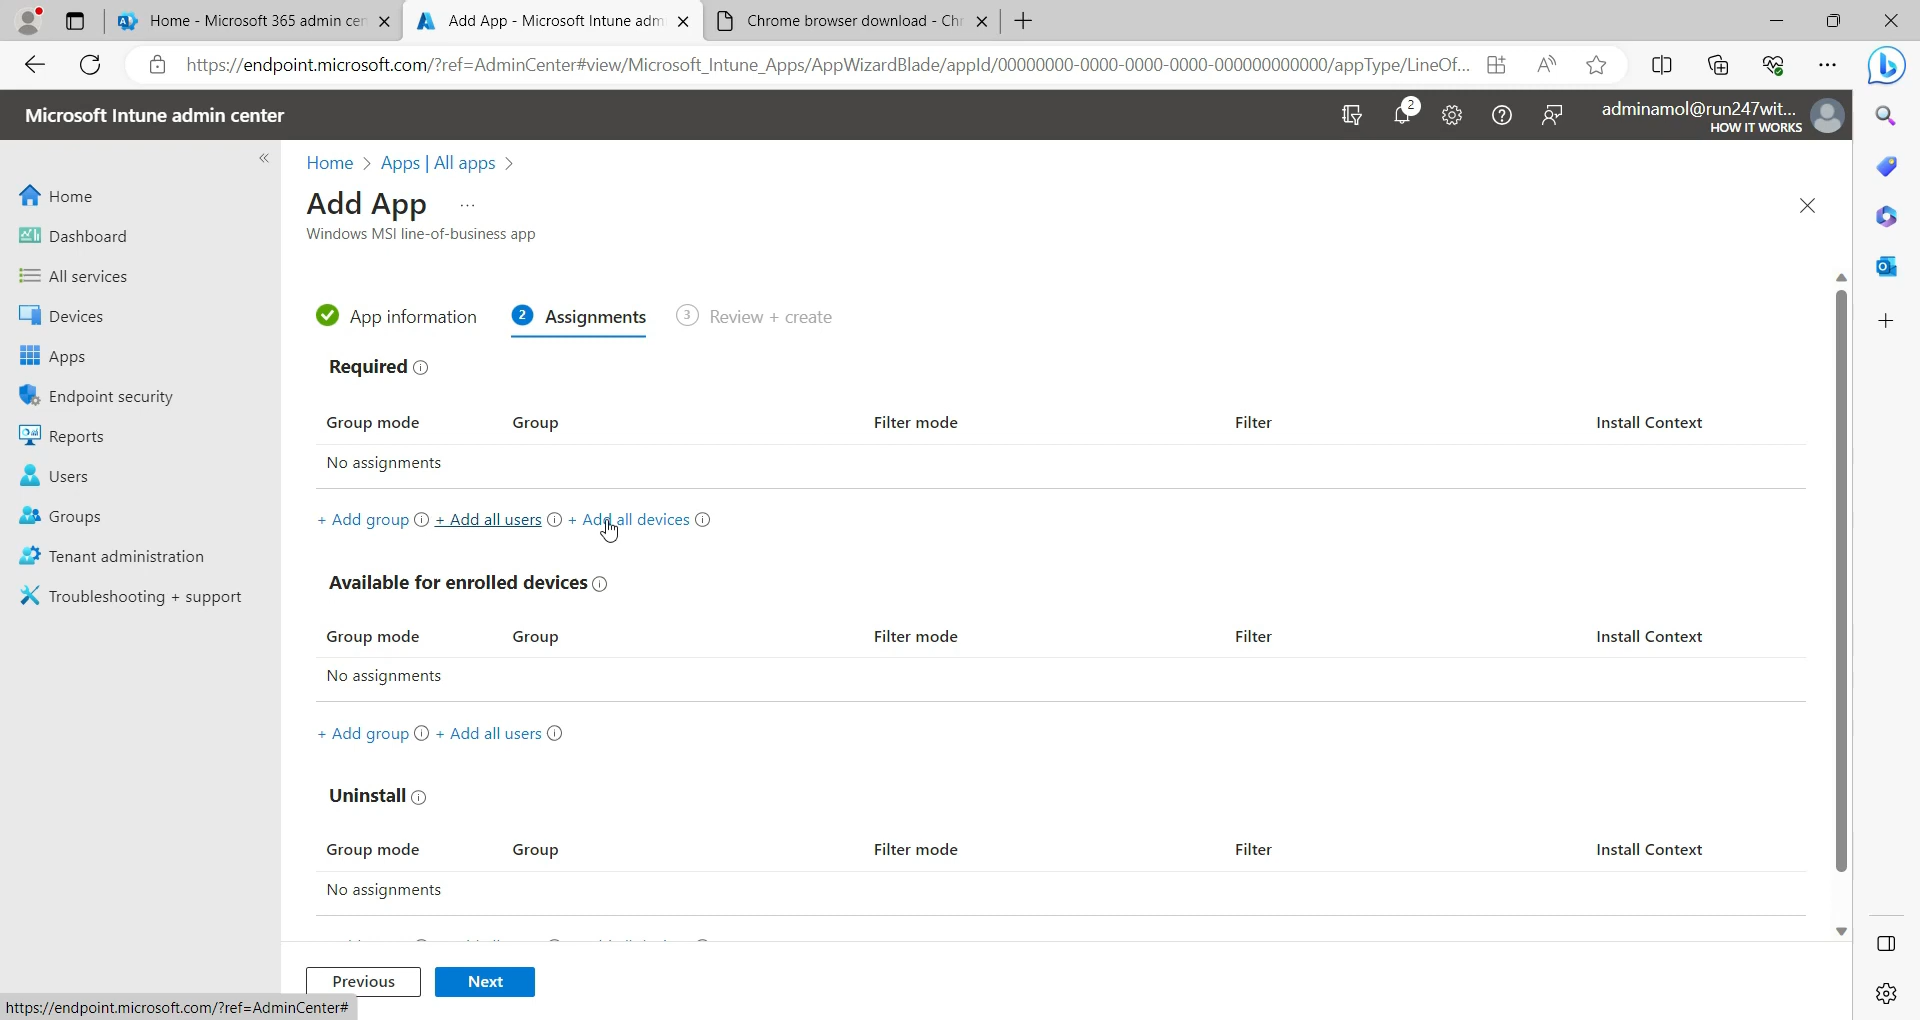 Home - Microsoft 365 admin cen
Add App - Microsoft Intune adm
Chrome browser download - Chr
https://endpoint.microsoft.com/?ref=AdminCenter#view/Microsoft_Intune_Apps/AppWizardBlade/appId/00000000-0000-0000-0000-000000000000/appType/LineOf...
Microsoft Intune admin center
2
adminamol@run247wit...
HOW IT WORKS
Home > Apps | All apps >
Add App ...
Windows MSI line-of-business app
Home
Dashboard
All services
Devices
Apps
Endpoint security
Reports
Users
Groups
Tenant administration
Troubleshooting + support
App information 2 Assignments 3 Review + create
Required
Group mode Group Filter mode Filter Install Context
No assignments
+ Add group + Add all users + Add all devices
Available for enrolled devices
Group mode Group Filter mode Filter Install Context
No assignments
+ Add group + Add all users
Uninstall
Group mode Group Filter mode Filter Install Context
No assignments
Previous Next
https://endpoint.microsoft.com/?ref=AdminCenter#